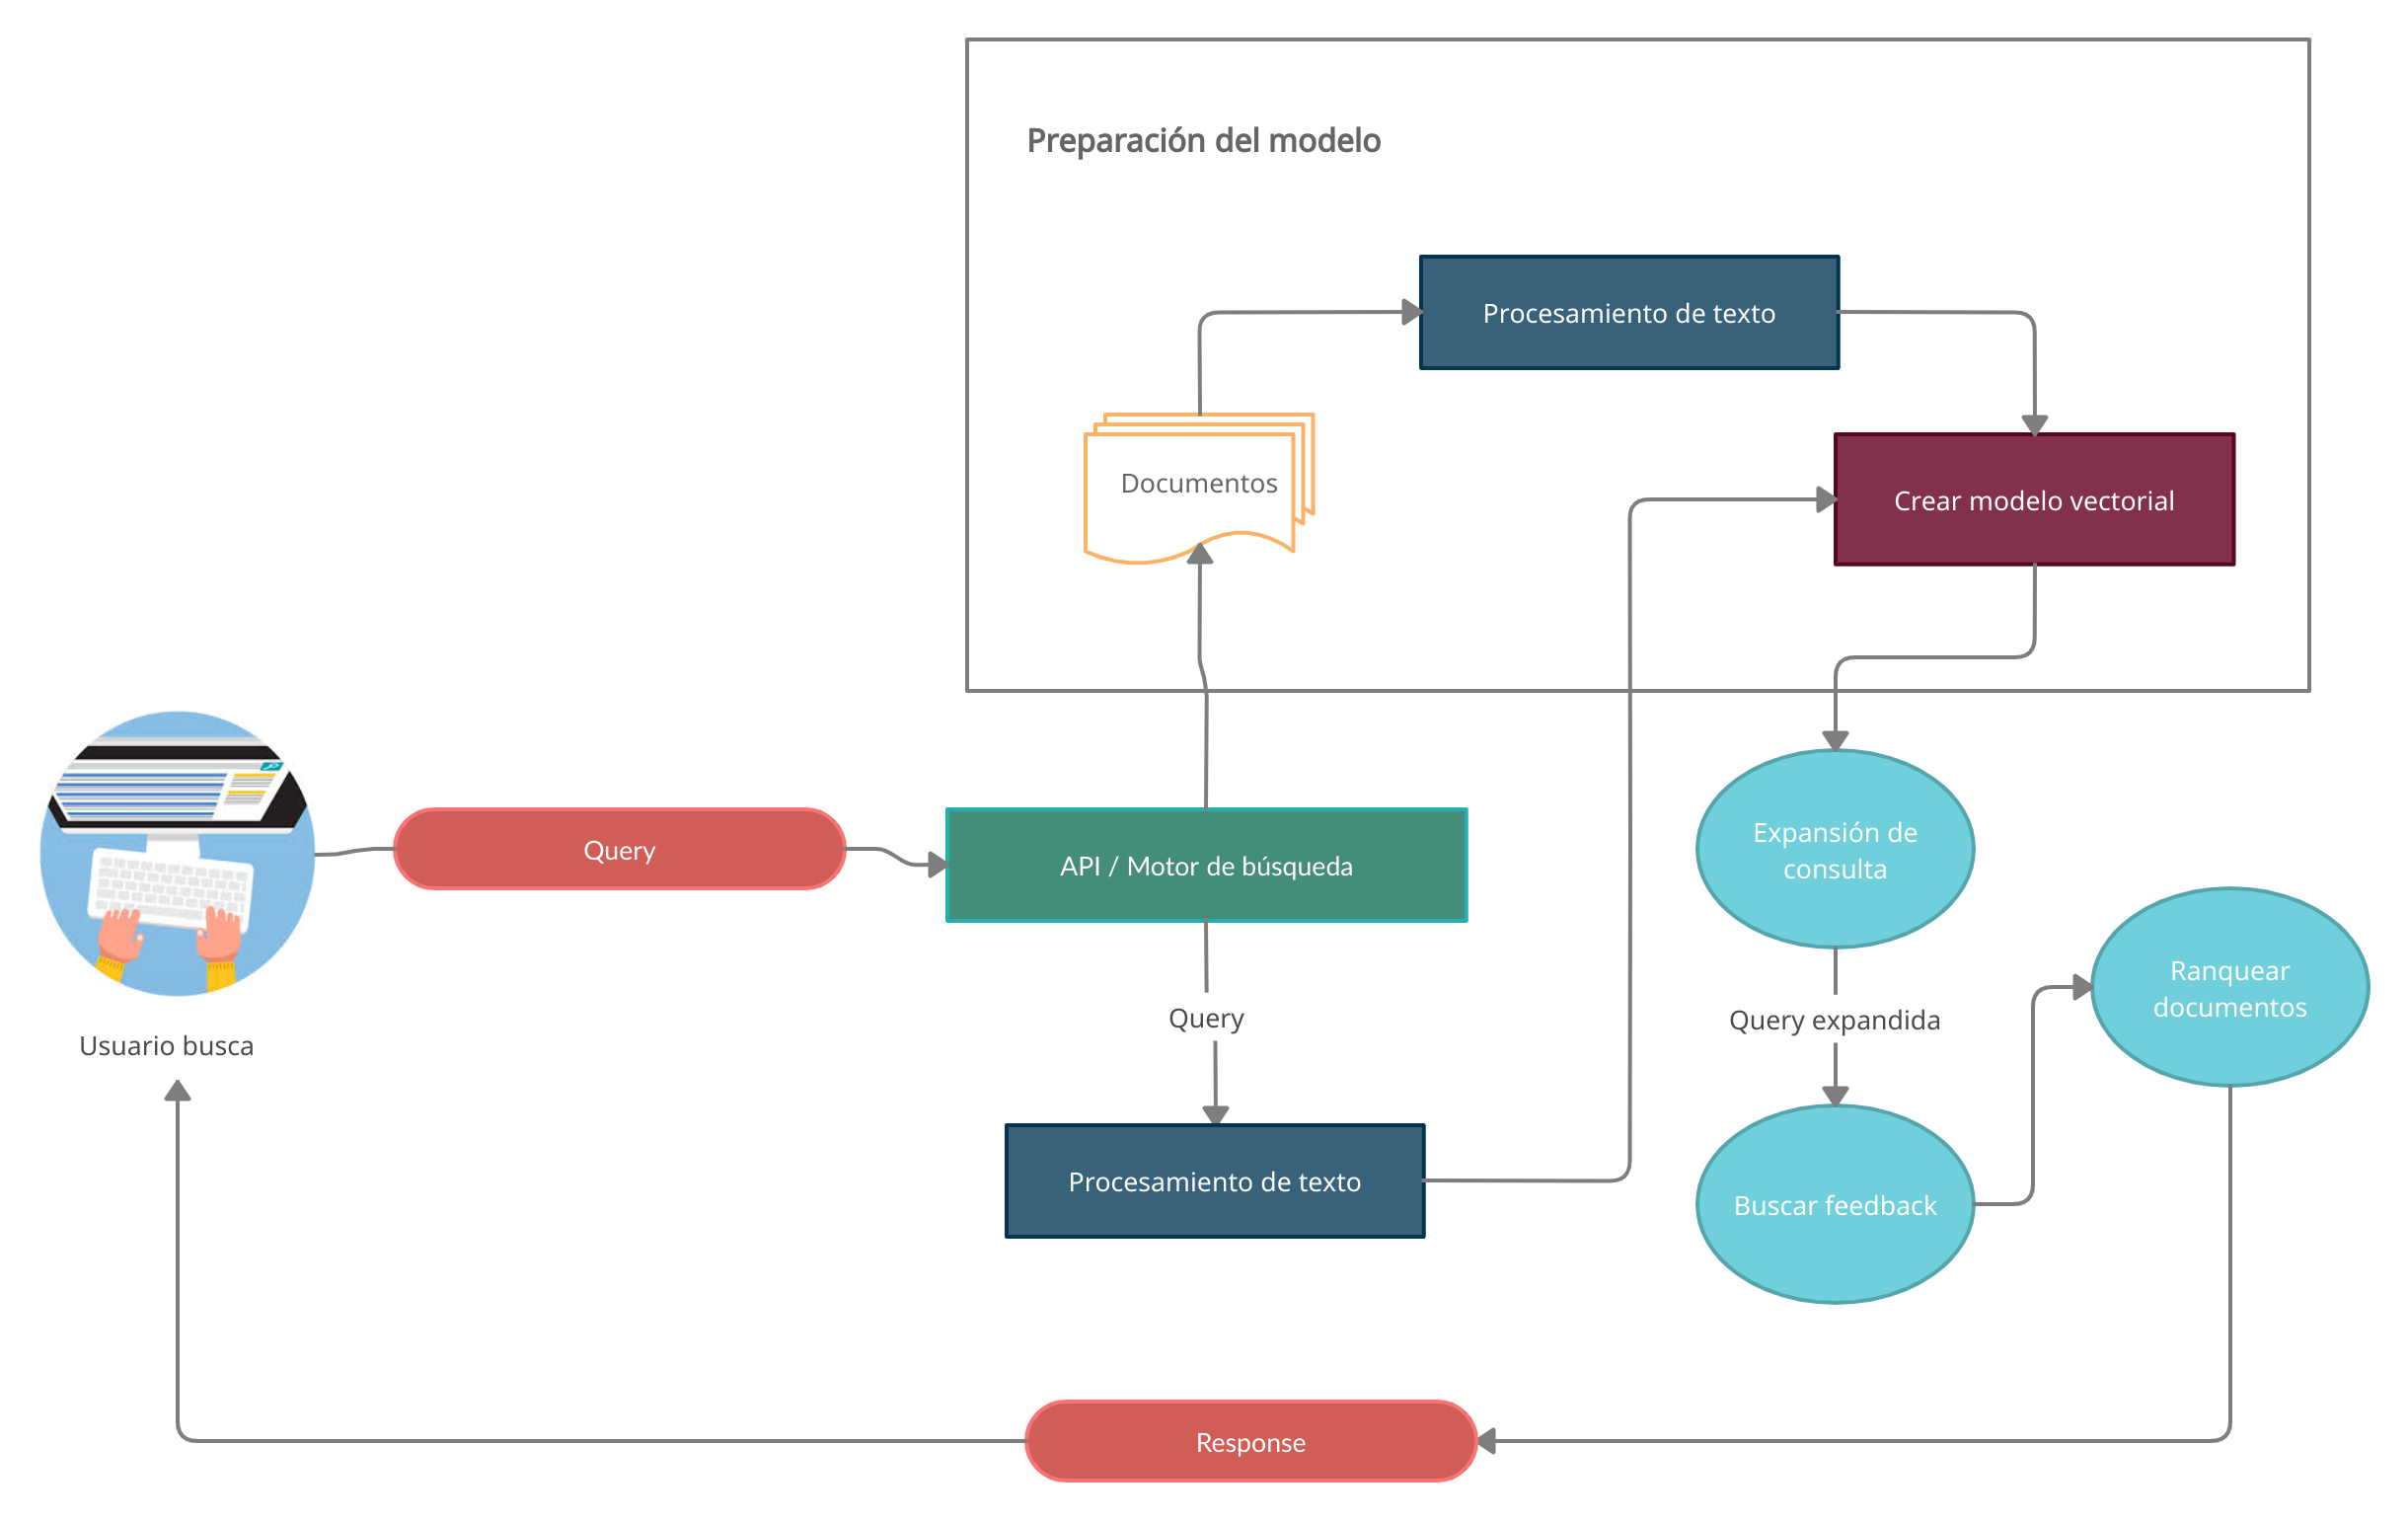 Preparación del modelo
Procesamiento de texto
Documentos
Crear modelo vectorial
Query
API / Motor de búsqueda
Expansión de
consulta
Ranquear
documentos
Query
Query expandida
Usuario busca
Procesamiento de texto
Buscar feedback
Response